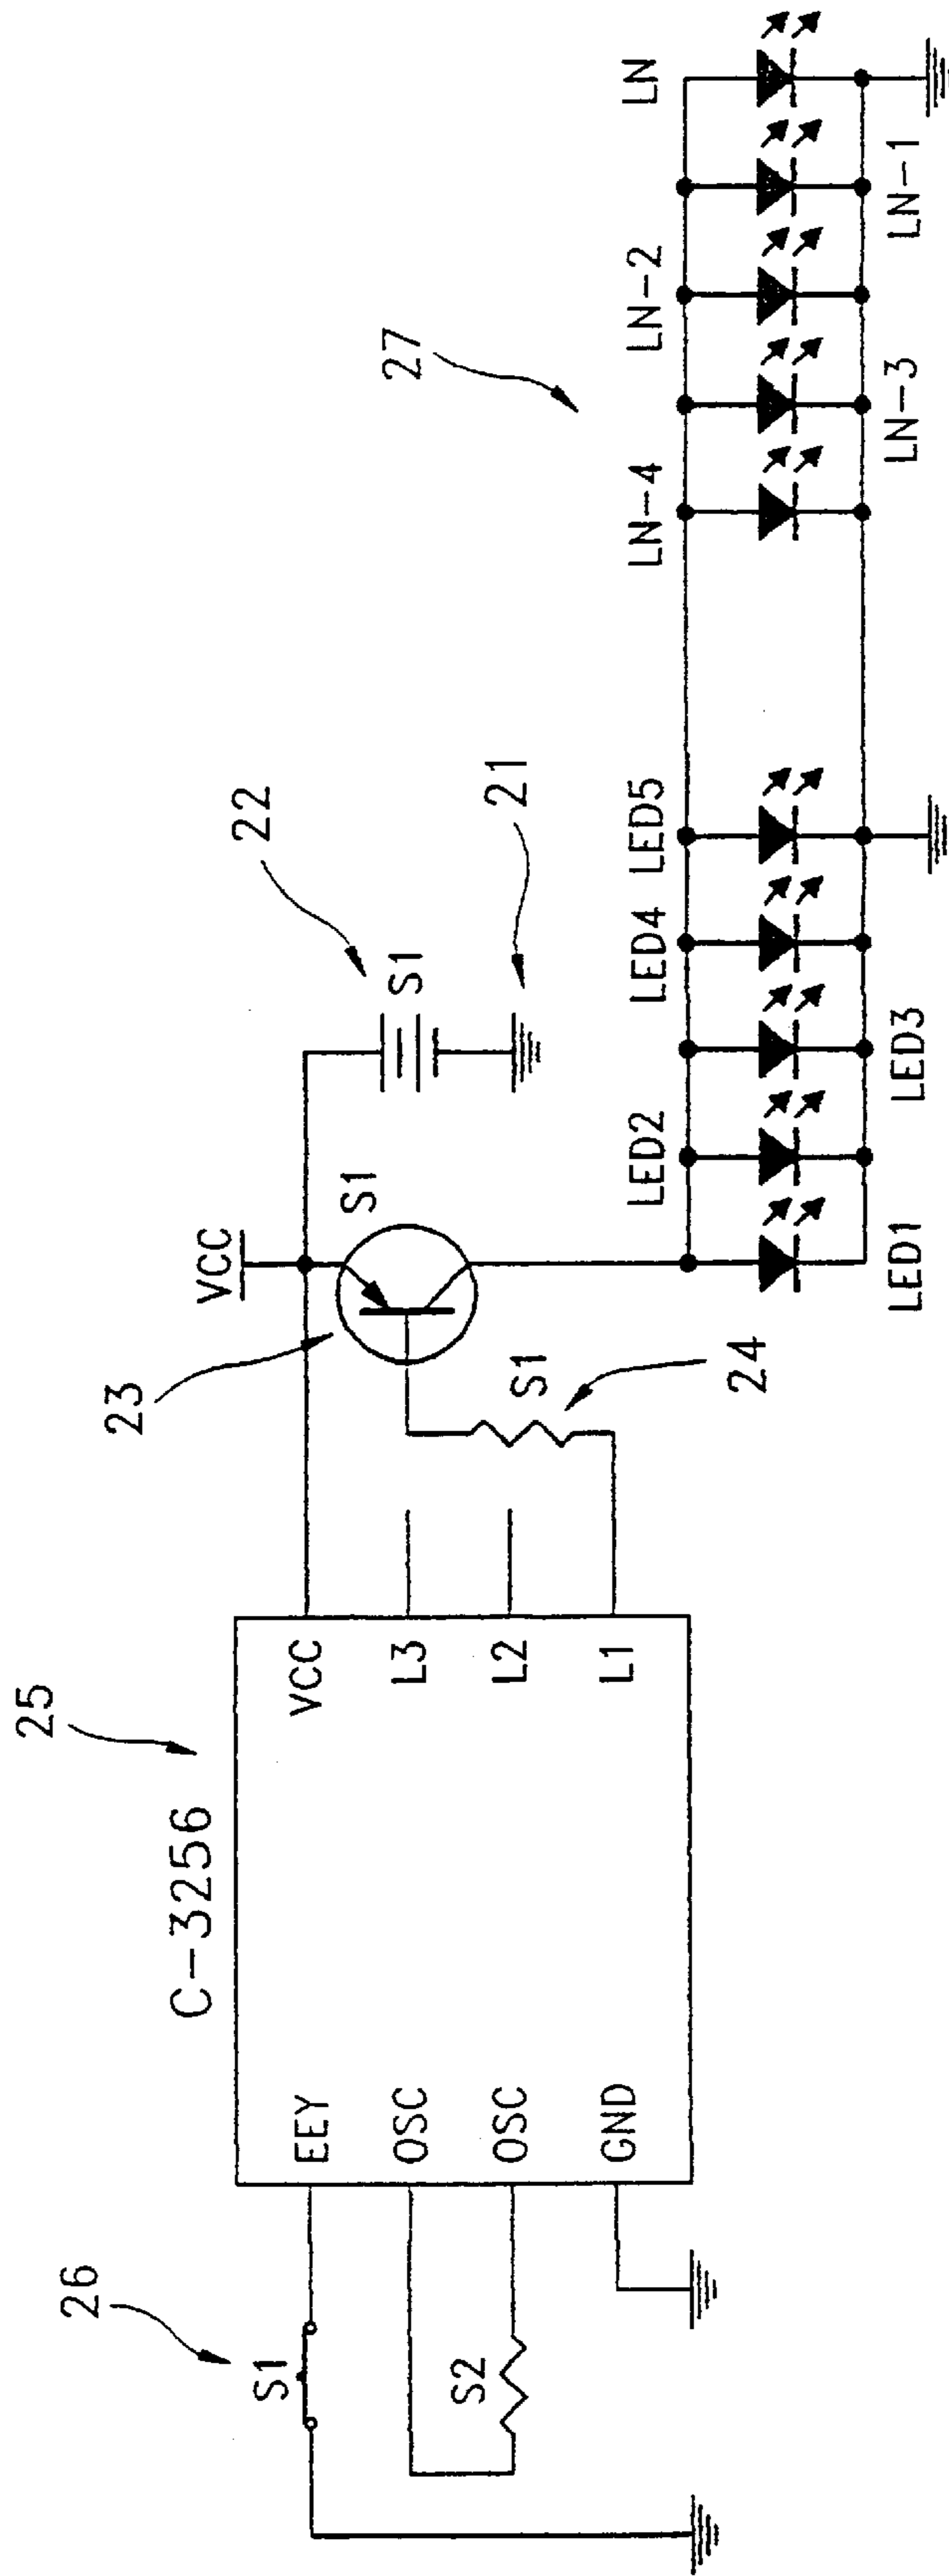 26
S1
S2
C-3256
25
EEY
OSC
OSC
GND
VCC
L3
L2
L1
23
VCC
S1
S1
24
22
S1
21
27
LED1
LED2
LED3
LED4
LED5
LN-4
LN-3
LN-2
LN-1
LN